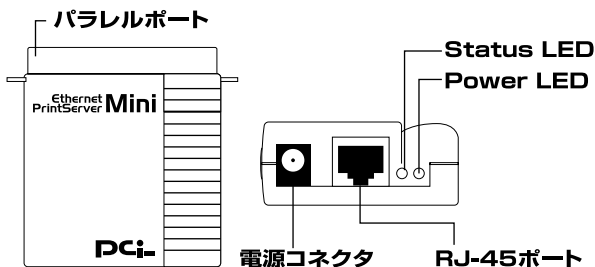 パラレルポート
Ethernet
PrintServer Mini
PCi
Status LED
Power LED
電源コネクタ
RJ-45ポート